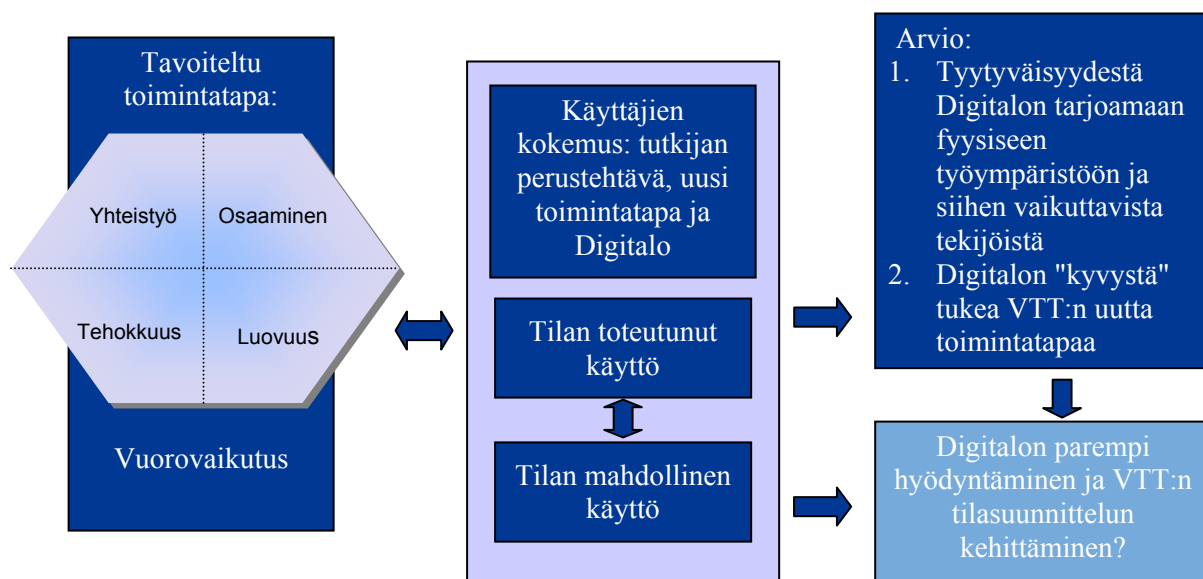 Tavoiteltu
toimintatapa:
Yhteistyö
Osaaminen
Tehokkuus
Luovuus
Vuorovaikutus
Käyttäjien
kokemus: tutkijan
perustehtävä, uusi
toimintatapa ja
Digitalo
Tilan toteutunut
käyttö
Tilan mahdollinen
käyttö
Arvio:
1. Tyytyväisyydestä
Digitalon tarjoamaan
fyysiseen
työympäristöön ja
siihen vaikuttavista
tekijöistä
2. Digitalon "kyvystä"
tukea VTT:n uutta
toimintatapaa
Digitalon parempi
hyödyntäminen ja VTT:n
tilasuunnittelun
kehittäminen?